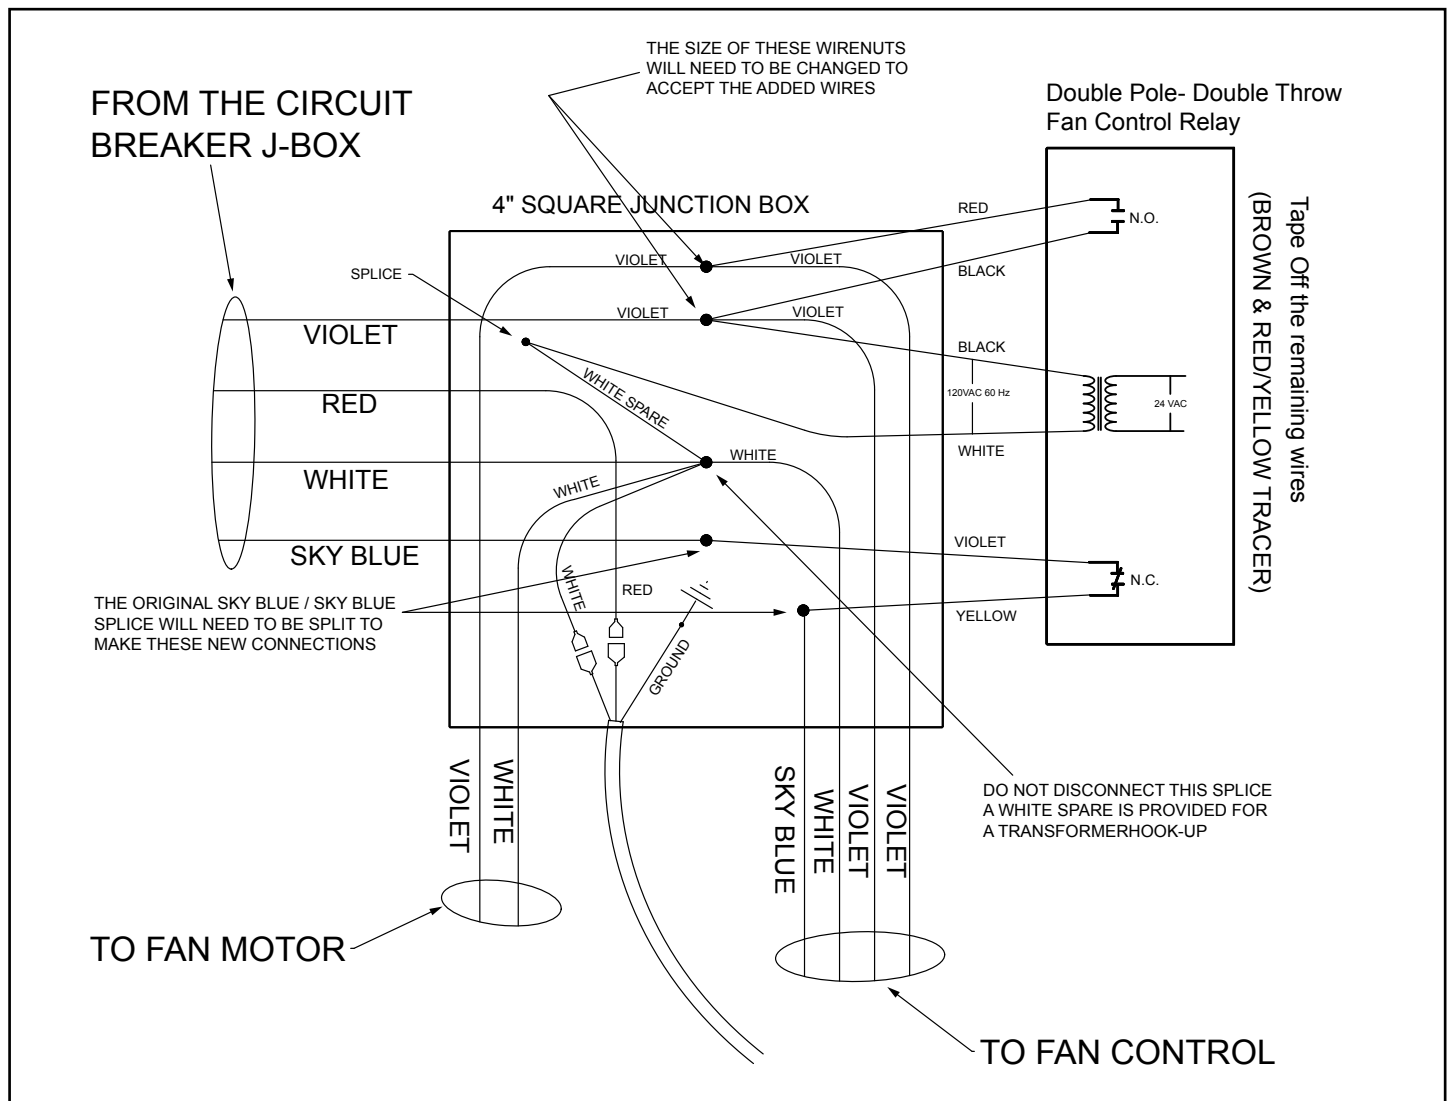 THE SIZE OF THESE WIRENUTS
WILL NEED TO BE CHANGED TO
ACCEPT THE ADDED WIRES
FROM THE CIRCUIT
BREAKER J-BOX
Double Pole- Double Throw
Fan Control Relay
4" SQUARE JUNCTION BOX
RED
N.O.
Tape Off the remaining wires
(BROWN & RED/YELLOW TRACER)
VIOLET
VIOLET
SPLICE
BLACK
VIOLET
VIOLET
VIOLET
BLACK
WHITE SPARE
RED
120VAC 60 Hz
24 VAC
WHITE
WHITE
WHITE
WHITE
SKY BLUE
VIOLET
N.C.
WHITE
RED
YELLOW
THE ORIGINAL SKY BLUE / SKY BLUE
SPLICE WILL NEED TO BE SPLIT TO
MAKE THESE NEW CONNECTIONS
GROUND
VIOLET
WHITE
SKY BLUE
WHITE
VIOLET
VIOLET
DO NOT DISCONNECT THIS SPLICE
A WHITE SPARE IS PROVIDED FOR
A TRANSFORMERHOOK-UP
TO FAN MOTOR
TO FAN CONTROL